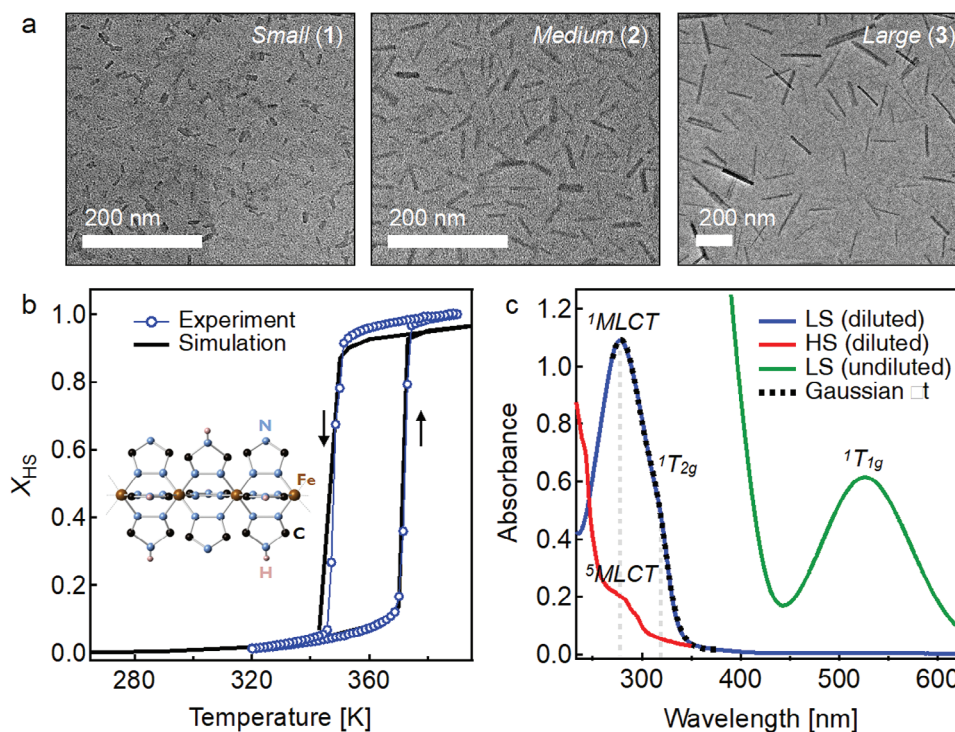 a
Small (1)
Medium (2)
Large (3)
200 nm
200 nm
200 nm
b
Experiment
Simulation
1.0
0.8
0.6
0.4
0.2
0.0
X_HS
N
Fe
C
H
280
320
360
Temperature [K]
c
1.2
1.0
0.8
0.6
0.4
0.2
0.0
Absorbance
LS (diluted)
HS (diluted)
LS (undiluted)
Gaussian □t
¹MLCT
¹T₂g
⁵MLCT
¹T₁g
300
400
500
600
Wavelength [nm]